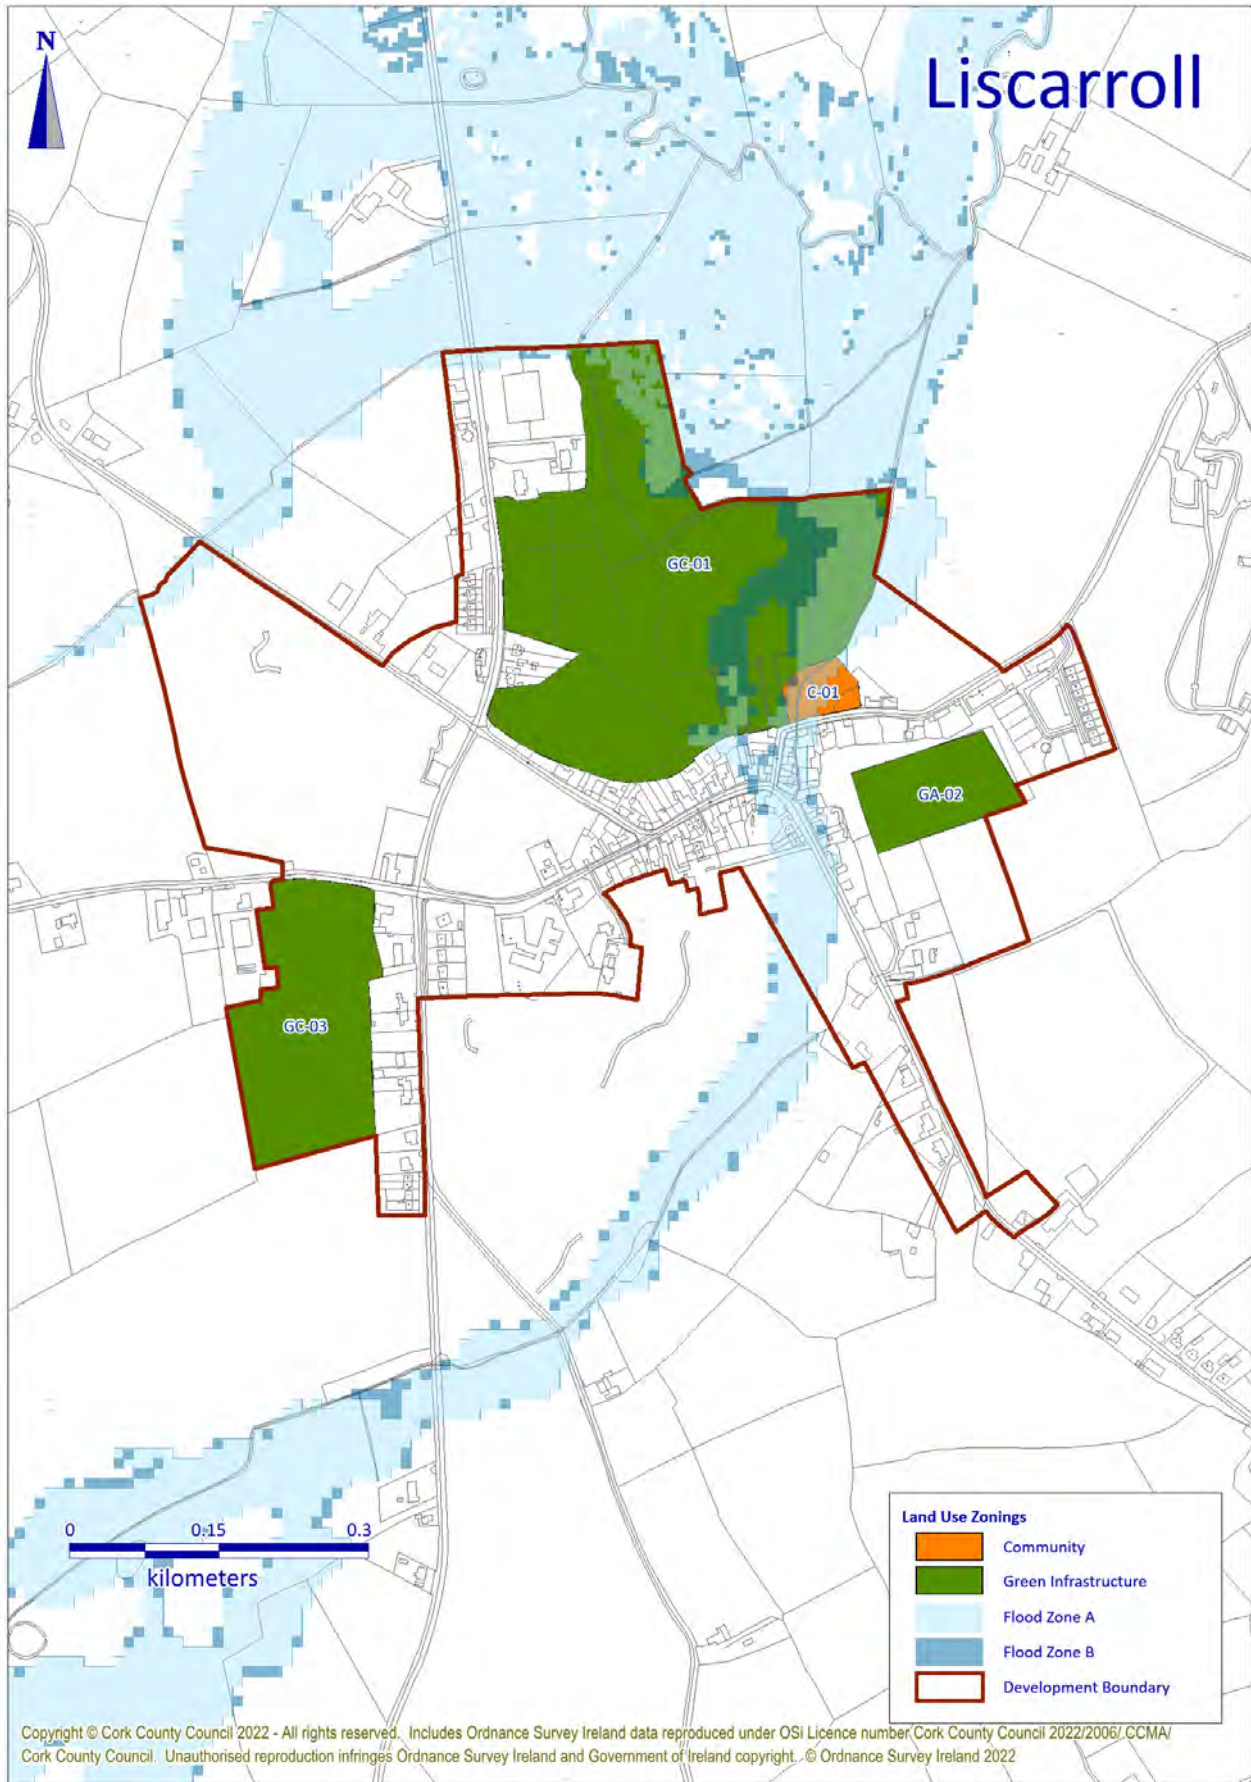 N
Liscarroll
GC-01
C-01
GA-02
GC-03
0 0.15 0.3
kilometers
Land Use Zonings
Community
Green Infrastructure
Flood Zone A
Flood Zone B
Development Boundary
Copyright © Cork County Council 2022 - All rights reserved. Includes Ordnance Survey Ireland data reproduced under OSi Licence number Cork County Council 2022/2006/ CCMA/
Cork County Council. Unauthorised reproduction infringes Ordnance Survey Ireland and Government of Ireland copyright. © Ordnance Survey Ireland 2022